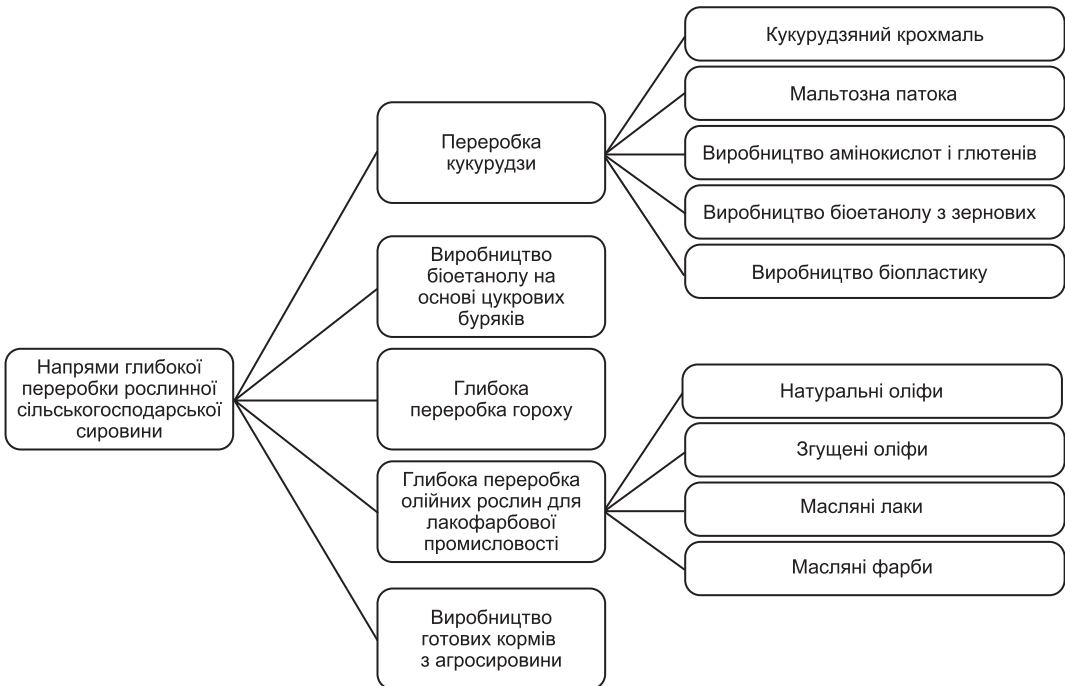 Напрями глибокої
переробки рослинної
сільськогосподарської
сировини
Переробка
кукурудзи
Кукурудзяний крохмаль
Мальтозна патока
Виробництво амінокислот і глютенів
Виробництво біоетанолу з зернових
Виробництво біопластику
Виробництво
біоетанолу на
основі цукрових
буряків
Глибока
переробка гороху
Глибока переробка
олійних рослин для
лакофарбової
промисловості
Натуральні оліфи
Згущені оліфи
Масляні лаки
Масляні фарби
Виробництво
готових кормів
з агросировини